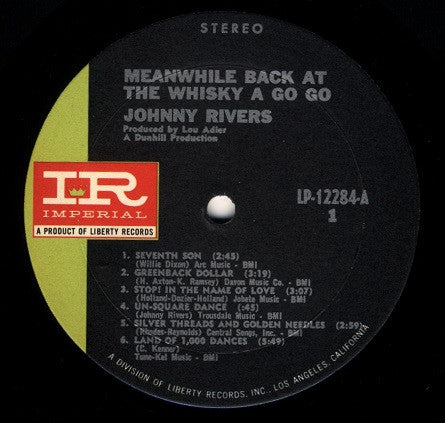 STEREO
MEANWHILE BACK AT
THE WHISKY A GO GO
JOHNNY RIVERS
Produced by Lou Adler
A Dunhill Production
IR
IMPERIAL
A PRODUCT OF LIBERTY RECORDS
LP-12284-A
1
1. SEVENTH SON (2:45)
(Willie Dixon) Arc Music - BMI
2. GREENBACK DOLLAR (3:19)
(H. Axton-K. Ramsey) Davon Music Co. - BMI
3. STOP! IN THE NAME OF LOVE (3:07)
(Holland-Dozier-Holland) Jobete Music - BMI
4. UN-SQUARE DANCE (:45)
(Johnny Rivers) Trousdale Music - BMI
5. SILVER THREADS AND GOLDEN NEEDLES (2:59)
(Rhodes-Reynolds) Central Songs, Inc. - BMI
6. LAND OF 1,000 DANCES (5:49)
(C. Kenner)
Tune-Kel Music - BMI
A DIVISION OF LIBERTY RECORDS, INC., LOS ANGELES, CALIFORNIA